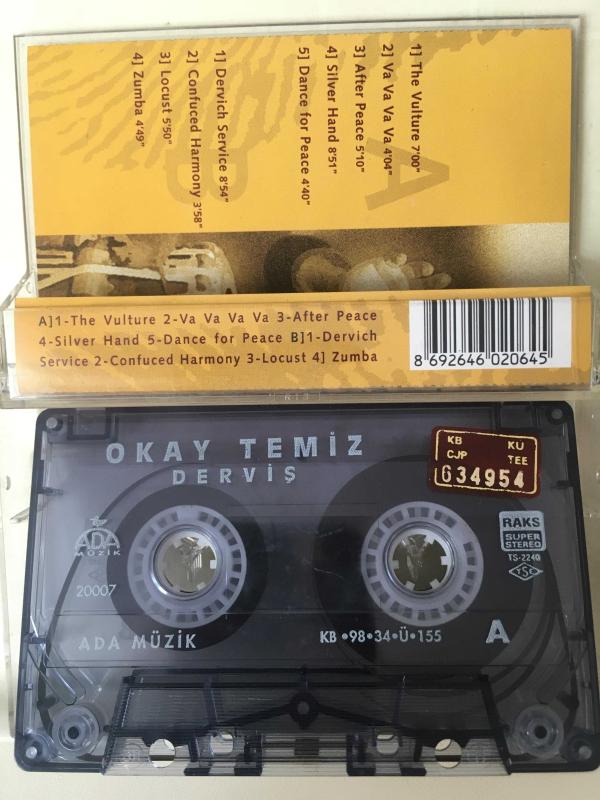 A
1] The Vulture 7'00"
2] Va Va Va Va 4'04"
3] After Peace 5'10"
4] Silver Hand 8'51"
5] Dance for Peace 4'40"
B
1] Dervich Service 8'54"
2] Confuced Harmony 3'58"
3] Locust 5'50"
4] Zumba 4'49"
A]1-The Vulture 2-Va Va Va Va 3-After Peace
4-Silver Hand 5-Dance for Peace B]1-Dervich
Service 2-Confuced Harmony 3-Locust 4] Zumba
8 692646 020645
OKAY TEMİZ
DERVİŞ
KB KU
CJP TEE
634954
ADA
MÜZİK
20007
RAKS
SUPER
STEREO
TS-2240
TSE
ADA MÜZİK
KB •98•34•Ü•155
A